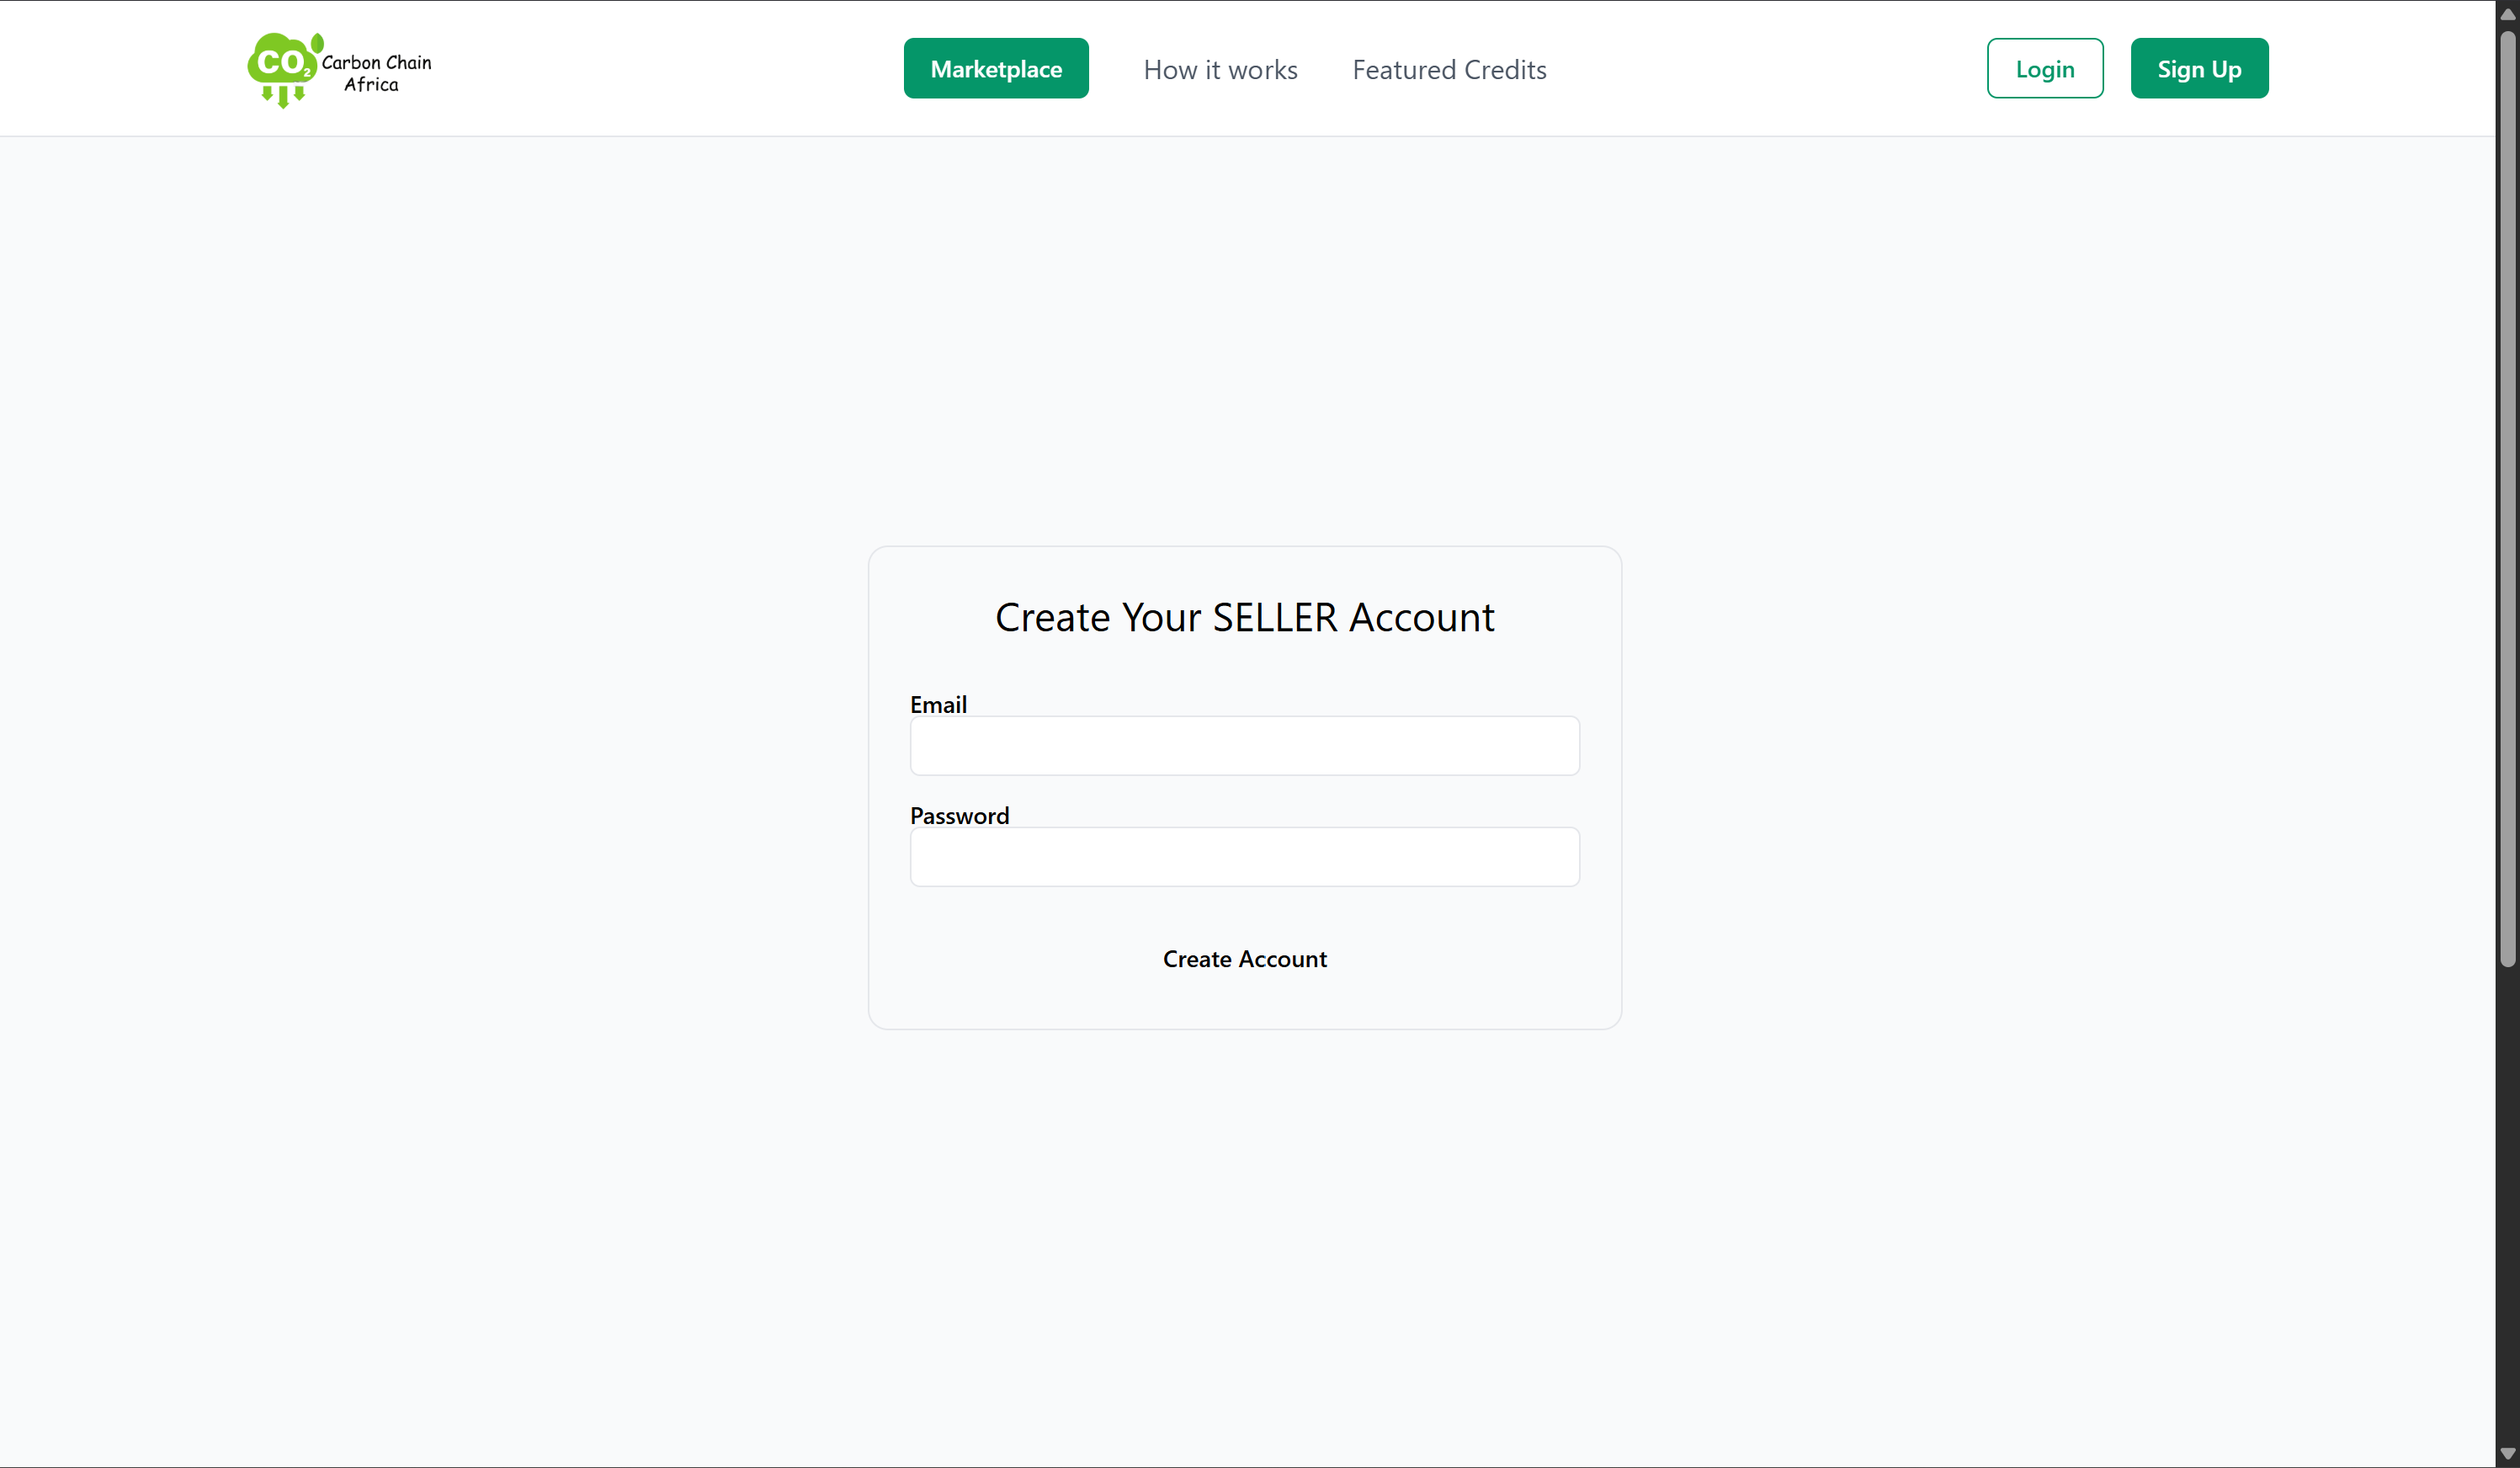 CO2
Carbon Chain
Africa
Marketplace
How it works
Featured Credits
Login
Sign Up
Create Your SELLER Account
Email
Password
Create Account